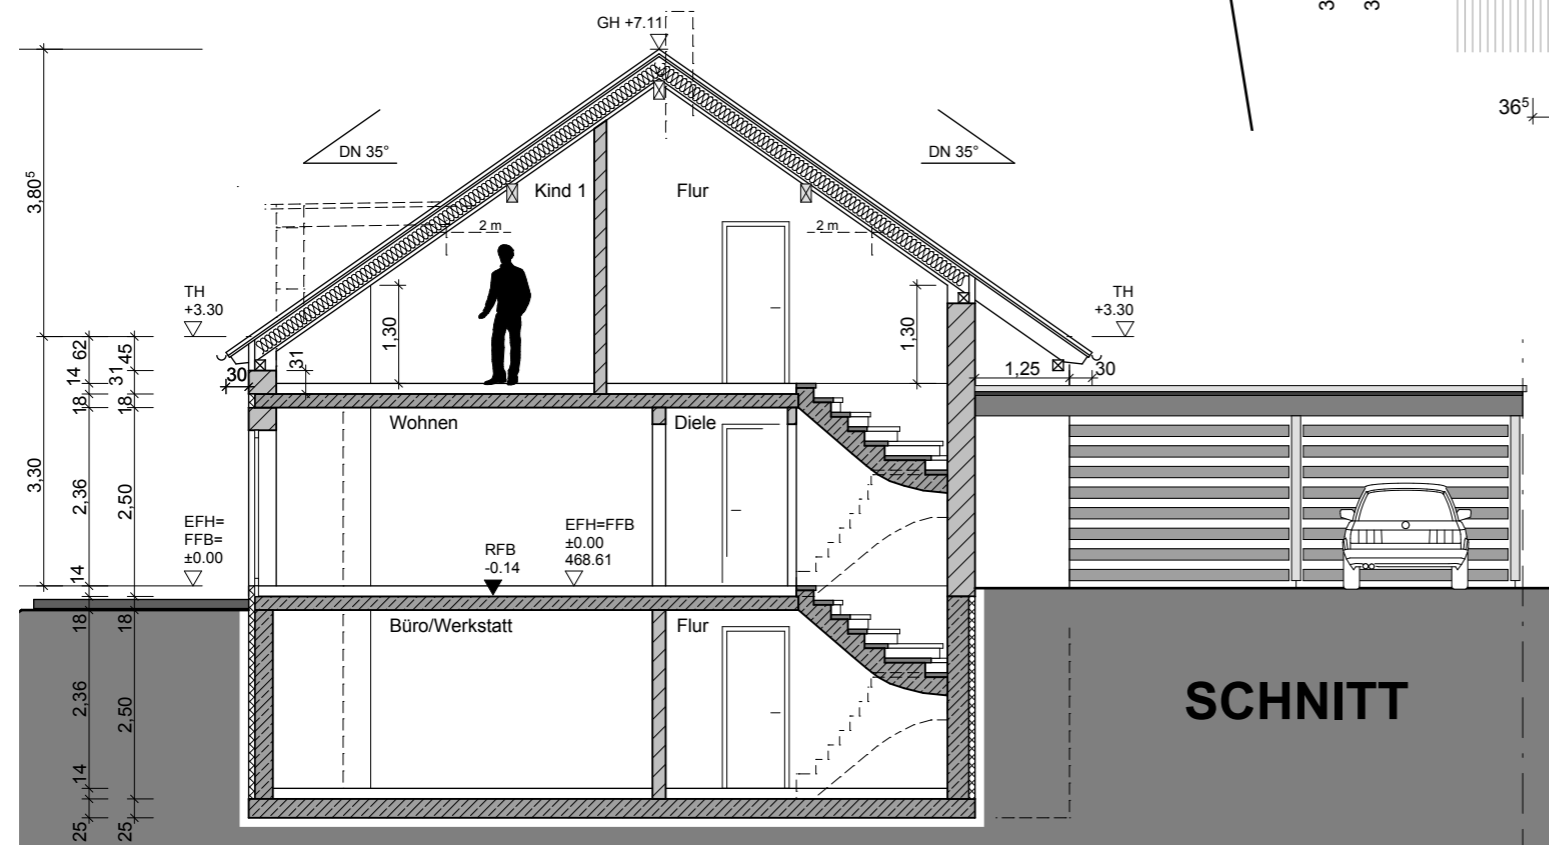 GH +7.11
3
3
36⁵
DN 35°
DN 35°
3,80⁵
Kind 1
Flur
2 m
2 m
TH
+3.30
TH
+3.30
1,30
1,30
62
45
14
31
31
30
1,25
30
18
18
Wohnen
Diele
3,30
2,36
2,50
EFH=
FFB=
±0.00
RFB
-0.14
EFH=FFB
±0.00
468.61
14
18
18
Büro/Werkstatt
Flur
2,36
2,50
SCHNITT
14
25
25